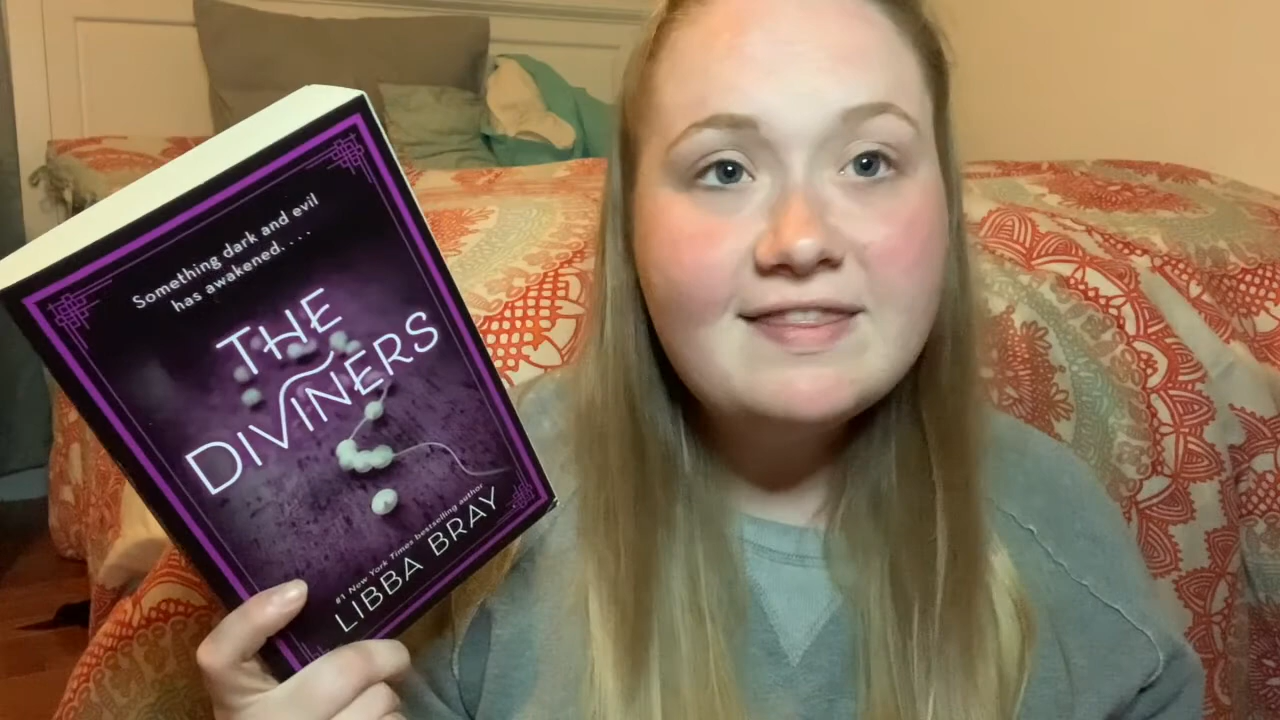 Something dark and evil
has awakened. . . .
THE
DIVINERS
#1 New York Times bestselling author
LIBBA BRAY